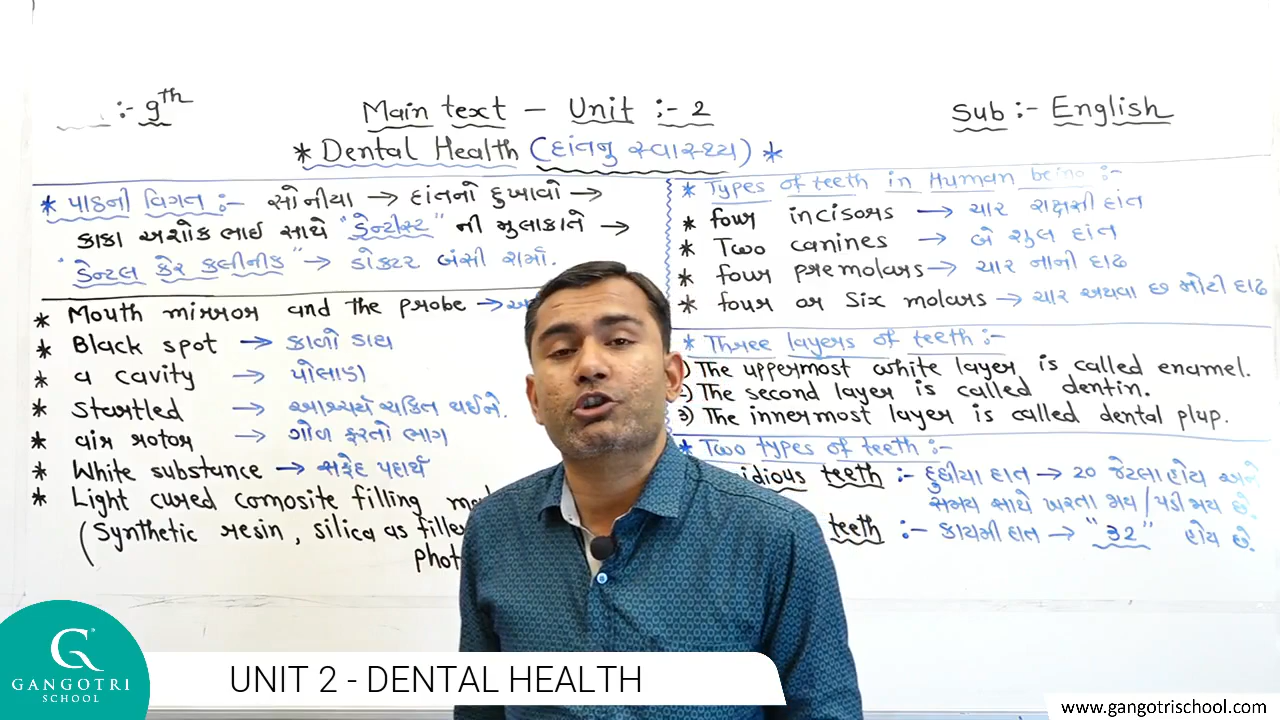 :- 9th
Main text - Unit :- 2
Sub :- English
* Dental Health (દાંતનુ સ્વાસ્થ્ય) *
* પાઠની વિગત :- સોનીયા → દાંતનો દુખાવો →
કાકા અશોક ભાઈ સાથે "ડેન્ટીસ્ટ" ની મુલાકાતે →
"ડેન્ટલ કેર કલીનીક" → ડોકટર બંસી શર્મા.
* Mouth mirror and the probe →
* Black spot → કાળો ડાઘ
* a cavity → પોલાણ
* Startled → આશ્ચર્ય ચકિત થઈને.
* air rotor → ગોળ ફરતો ભાગ
* White substance → સફેદ પદાર્થ
* Light cured composite filling
(Synthetic resin, silica as
* Types of teeth in Human being :-
* four incisors → ચાર રાક્ષસી દાંત
* Two canines → બે શુલ દાંત
* four premolars → ચાર નાની દાઢ
* four or Six molars → ચાર અથવા છ મોટી દાઢ
* Three layers of teeth :-
1) The uppermost white layer is called enamel.
2) The second layer is called dentin.
3) The innermost layer is called dental plup.
* Two types of teeth :-
idious teeth :- દુધીયા દાત → 20 જેટલા હોય અને
સમય સાથે ખરતા જાય / પડી જાય છે.
teeth :- કાયમી દાત → "32" હોય છે.
G
GANGOTRI
SCHOOL
UNIT 2 - DENTAL HEALTH
www.gangotrischool.com